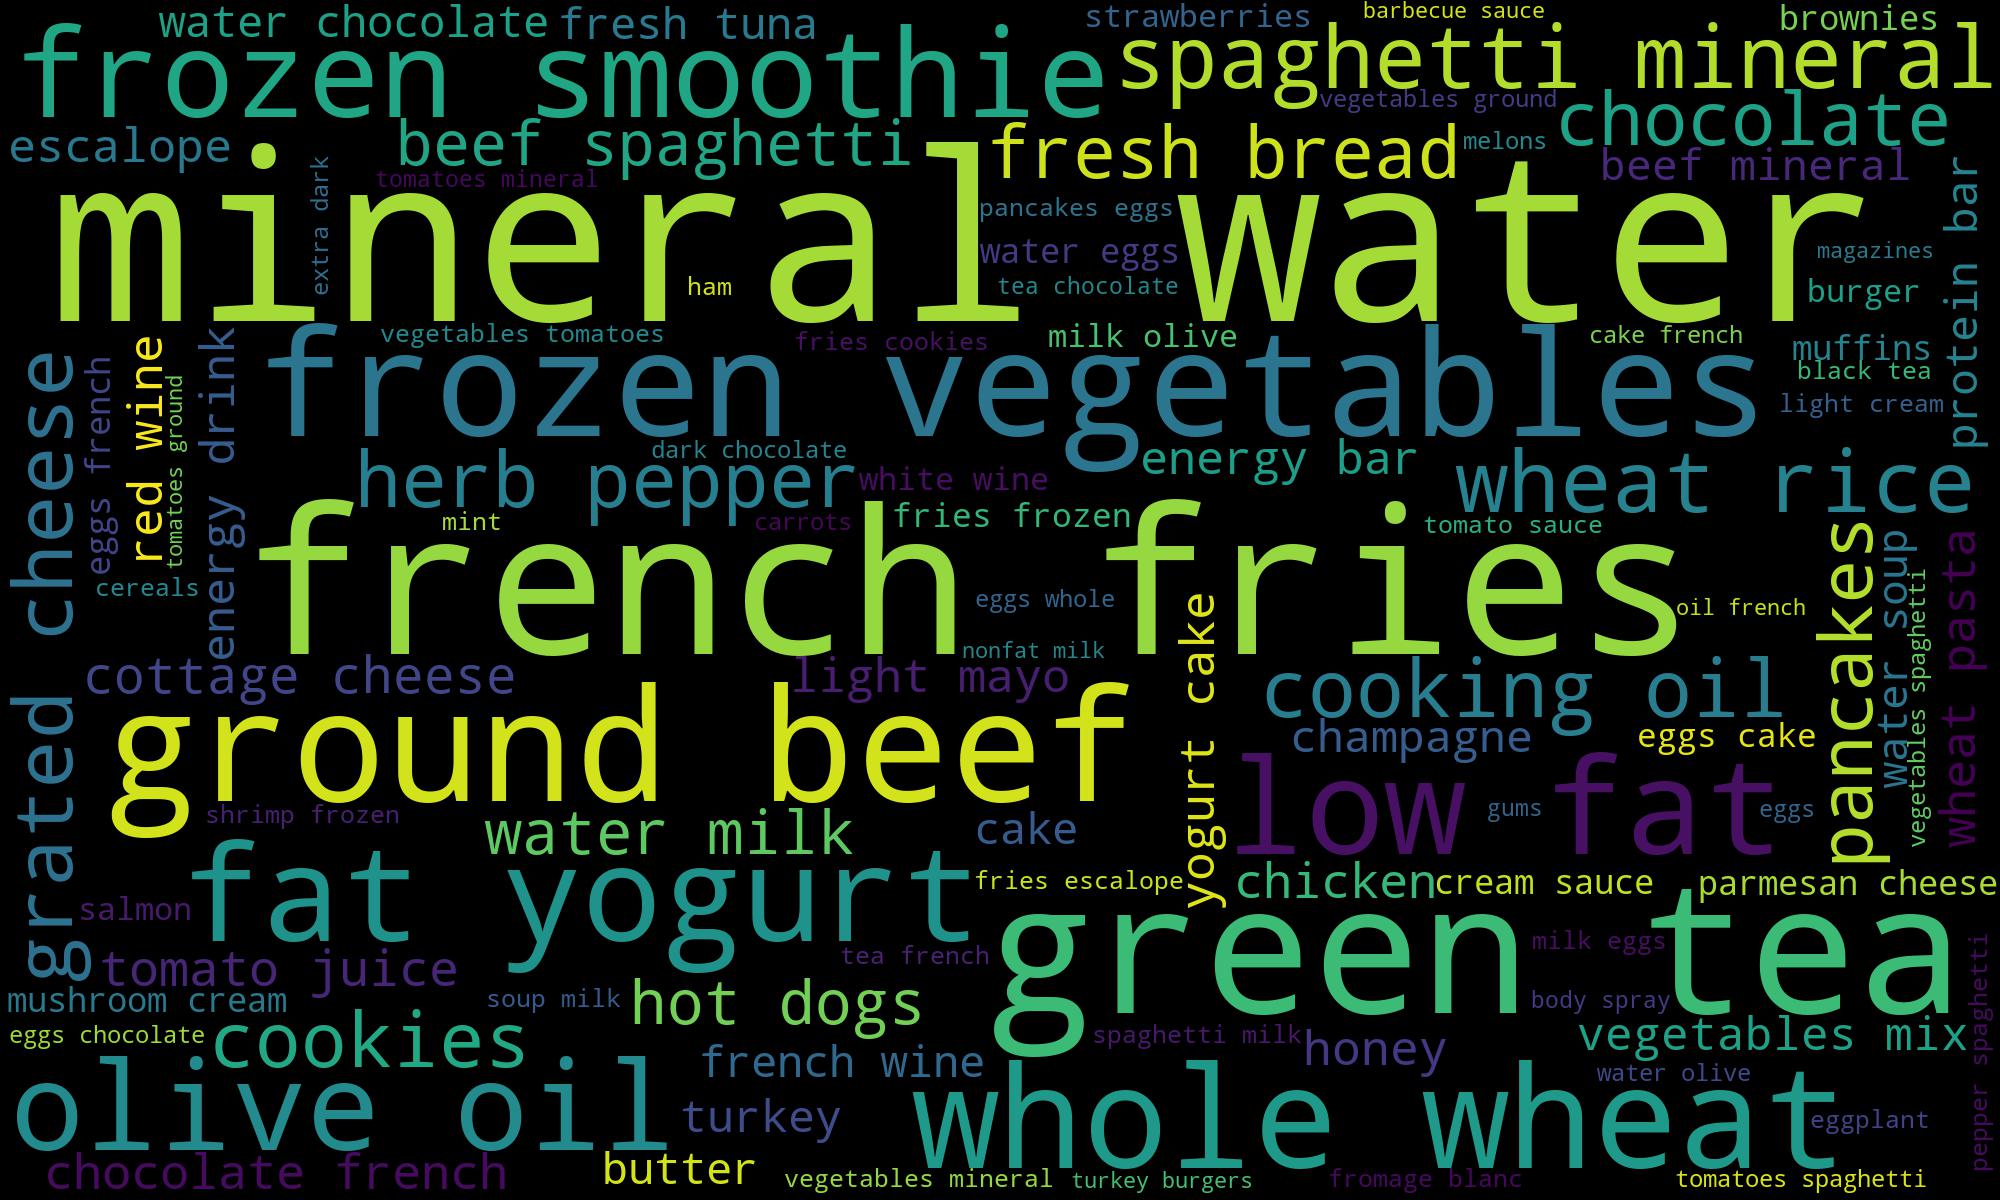 water chocolate
fresh tuna
strawberries
barbecue sauce
brownies
frozen smoothie
spaghetti mineral
vegetables ground
chocolate
escalope
beef spaghetti
fresh bread
melons
beef mineral
extra dark
tomatoes mineral
mineral water
pancakes eggs
water eggs
tea chocolate
ham
magazines
burger
protein bar
vegetables tomatoes
fries cookies
milk olive
cake french
muffins
black tea
light cream
grated cheese
eggs french
red wine
tomatoes ground
energy drink
frozen vegetables
dark chocolate
energy bar
herb pepper
white wine
wheat rice
mint
carrots
fries frozen
tomato sauce
french fries
cereals
eggs whole
oil french
nonfat milk
yogurt cake
pancakes
water soup
vegetables spaghetti
wheat pasta
cottage cheese
light mayo
cooking oil
ground beef
champagne
eggs cake
low fat
gums
eggs
shrimp frozen
water milk
cake
fat yogurt
fries escalope
chicken
cream sauce
parmesan cheese
salmon
green tea
tomato juice
tea french
milk eggs
mushroom cream
soup milk
hot dogs
body spray
eggs chocolate
cookies
spaghetti milk
honey
vegetables mix
pepper spaghetti
olive oil
french wine
water olive
turkey
whole wheat
eggplant
chocolate french
butter
vegetables mineral
turkey burgers
fromage blanc
tomatoes spaghetti